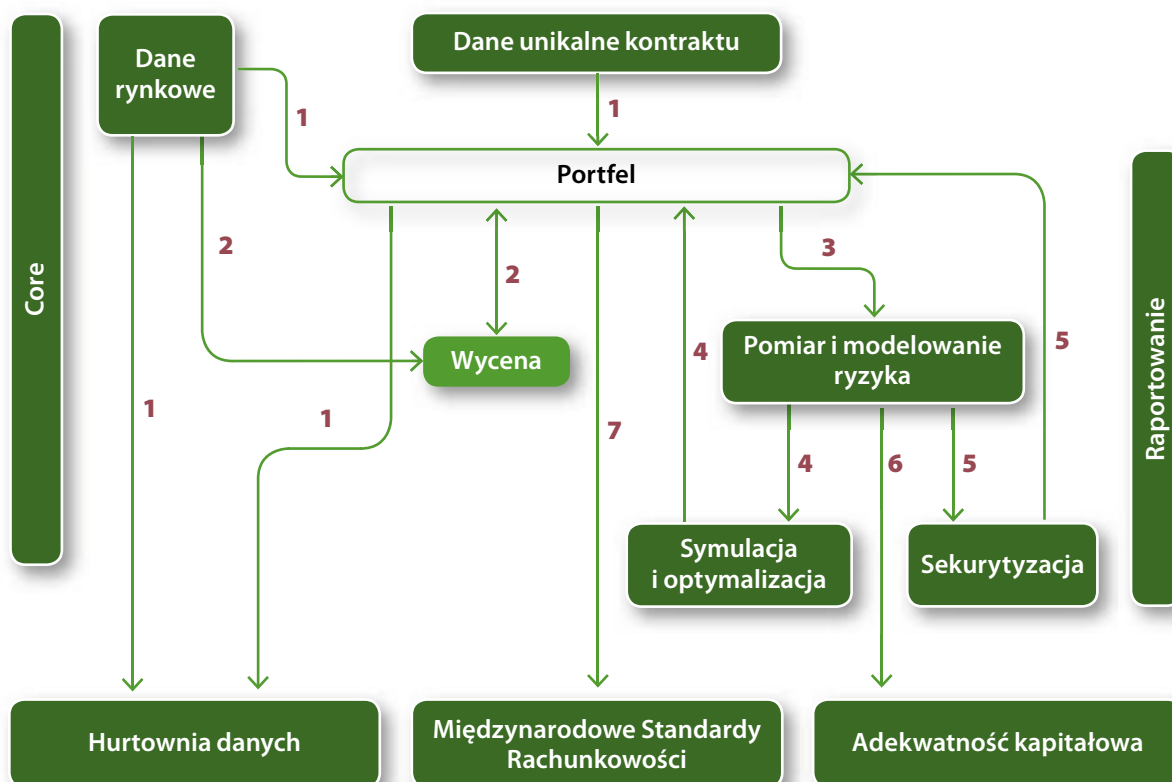 Core
Dane
rynkowe
Dane unikalne kontraktu
1
1
Portfel
2
2
3
Wycena
4
Pomiar i modelowanie
ryzyka
5
1
1
7
4
6
5
Symulacja
i optymalizacja
Sekurytyzacja
Raportowanie
Hurtownia danych
Międzynarodowe Standardy
Rachunkowości
Adekwatność kapitałowa